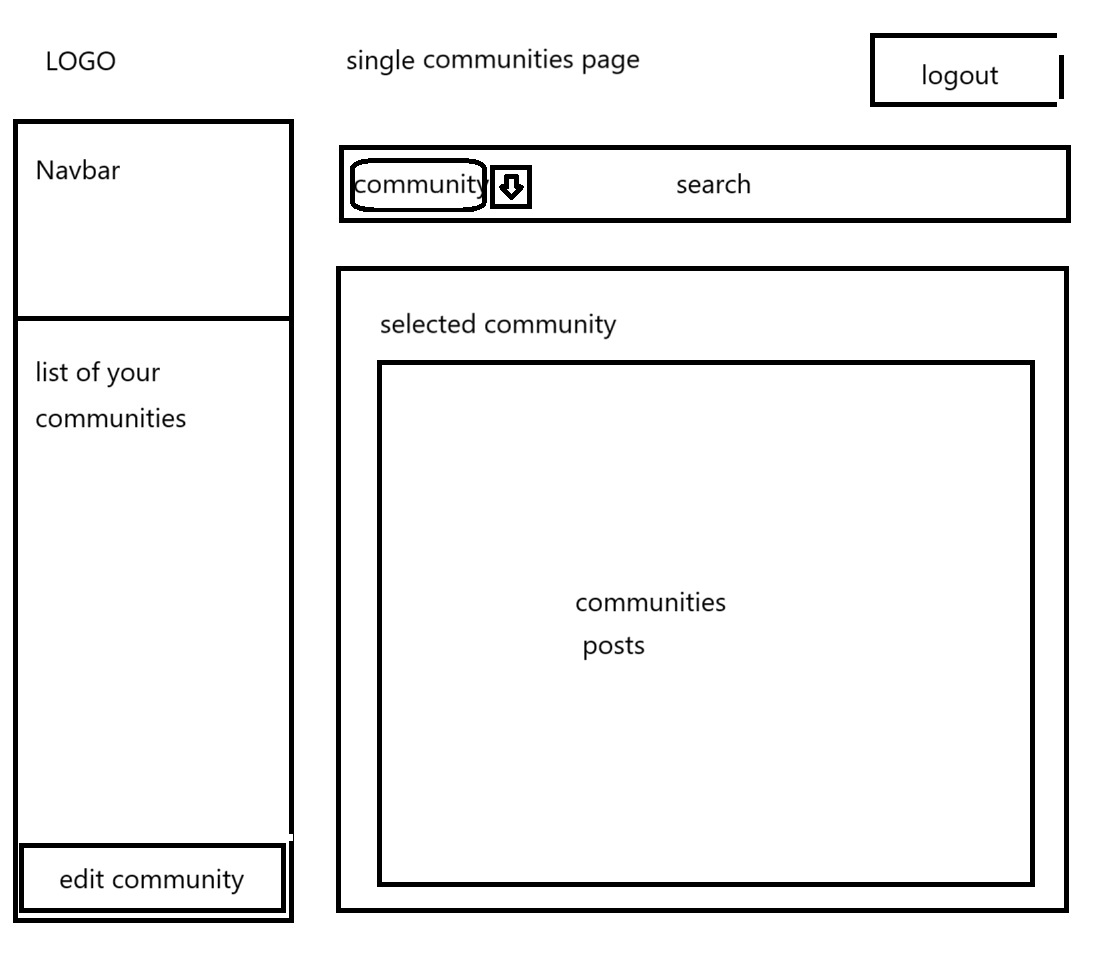 LOGO
single communities page
logout
Navbar
community
search
list of your
communities
edit community
selected community
communities
posts